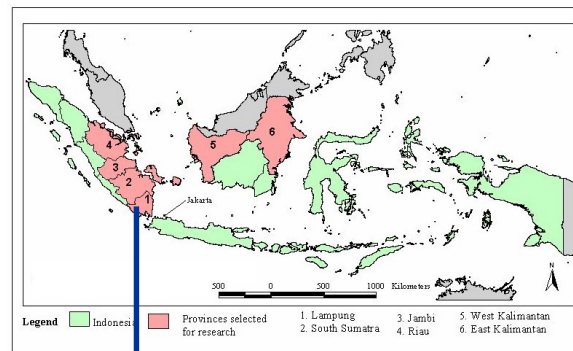 4
3
2
1
5
6
Jakarta
N
500 0 500 1000 Kilometers
Legend Indonesia Provinces selected for research
1. Lampung
2. South Sumatra
3. Jambi
4. Riau
5. West Kalimantan
6. East Kalimantan